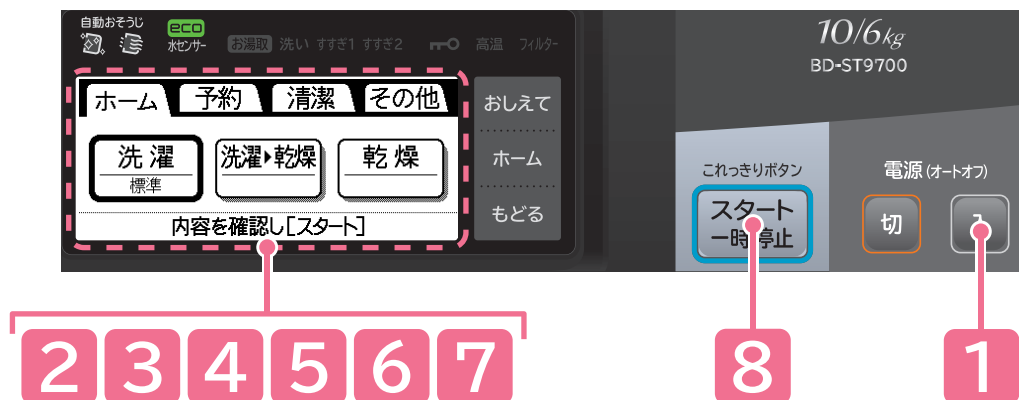 自動おそうじ
eco
水センサー
お湯取 洗い すすぎ1 すすぎ2 高温 フィルター
ホーム 予約 清潔 その他
洗濯 標準
洗濯▶乾燥
乾燥
内容を確認し[スタート]
おしえて
ホーム
もどる
10/6kg
BD-ST9700
これっきりボタン
スタート
一時停止
電源(オートオフ)
切
入
2 3 4 5 6 7
8
1